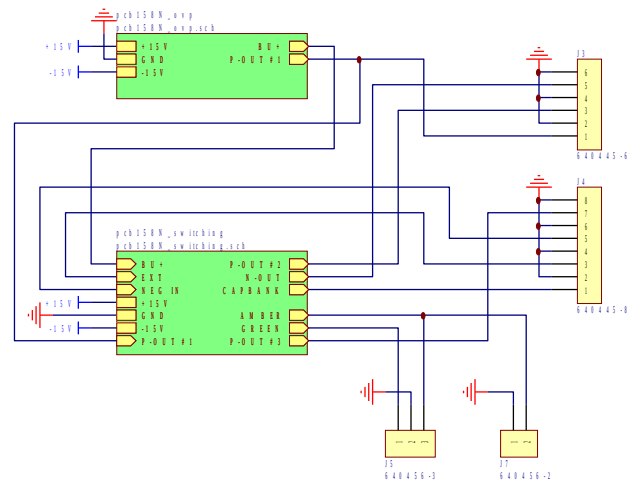 pcb158N_ovp
pcb158N_ovp.sch
+15V
+15V
GND
-15V
-15V
BU+
P-OUT#1
J3
6
5
4
3
2
1
640445-6
J4
8
7
6
5
4
3
2
1
640445-8
pcb158N_switching
pcb158N_switching.sch
BU+
EXT
NEG IN
+15V
+15V
GND
-15V
-15V
P-OUT#1
P-OUT#2
N-OUT
CAPBANK
AMBER
GREEN
P-OUT#3
J5
640456-3
J7
640456-2